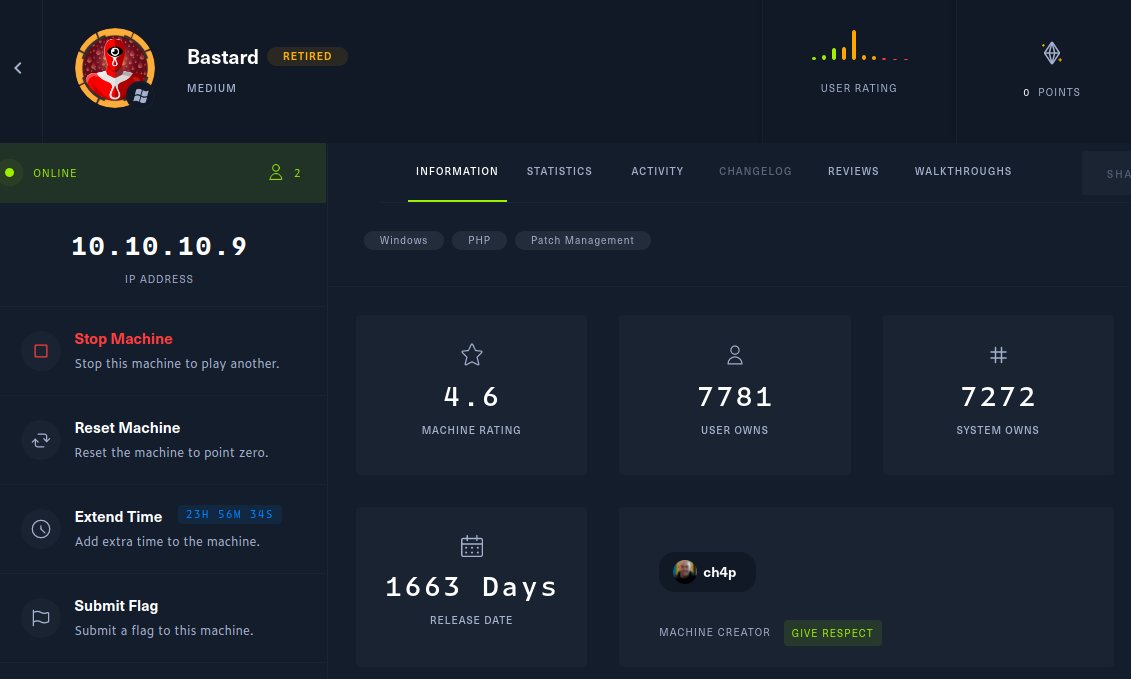 Bastard RETIRED
MEDIUM
USER RATING
0 POINTS
ONLINE 2
10.10.10.9
IP ADDRESS
Stop Machine
Stop this machine to play another.
Reset Machine
Reset the machine to point zero.
Extend Time 23H 56M 34S
Add extra time to the machine.
Submit Flag
Submit a flag to this machine.
INFORMATION STATISTICS ACTIVITY CHANGELOG REVIEWS WALKTHROUGHS SHA
Windows PHP Patch Management
4.6
MACHINE RATING
7781
USER OWNS
7272
SYSTEM OWNS
1663 Days
RELEASE DATE
ch4p
MACHINE CREATOR GIVE RESPECT